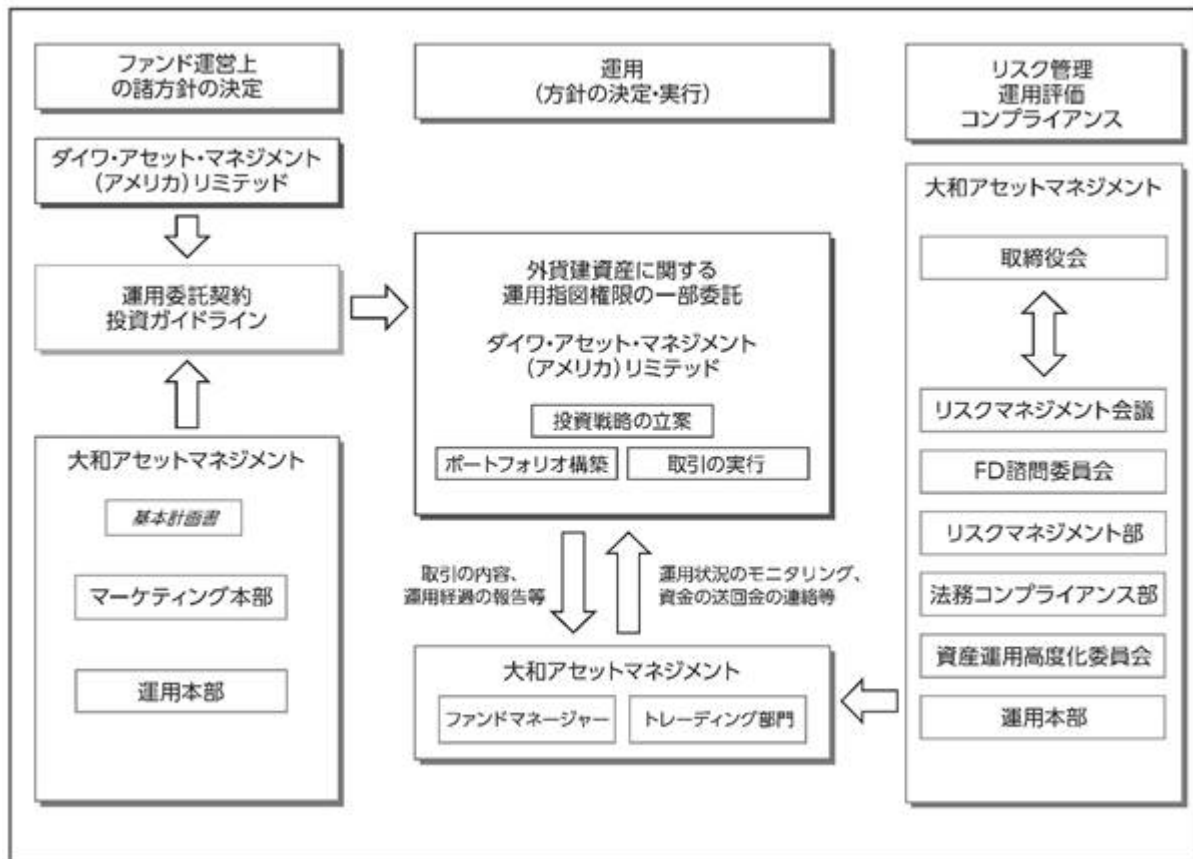 ファンド運営上
の諸方針の決定
ダイワ・アセット・マネジメント
(アメリカ)リミテッド
運用委託契約
投資ガイドライン
大和アセットマネジメント
基本計画書
マーケティング本部
運用本部
運用
(方針の決定・実行)
外貨建資産に関する
運用指図権限の一部委託
ダイワ・アセット・マネジメント
(アメリカ)リミテッド
投資戦略の立案
ポートフォリオ構築
取引の実行
取引の内容、
運用経過の報告等
運用状況のモニタリング、
資金の送回金の連絡等
大和アセットマネジメント
ファンドマネージャー
トレーディング部門
リスク管理
運用評価
コンプライアンス
大和アセットマネジメント
取締役会
リスクマネジメント会議
FD諮問委員会
リスクマネジメント部
法務コンプライアンス部
資産運用高度化委員会
運用本部